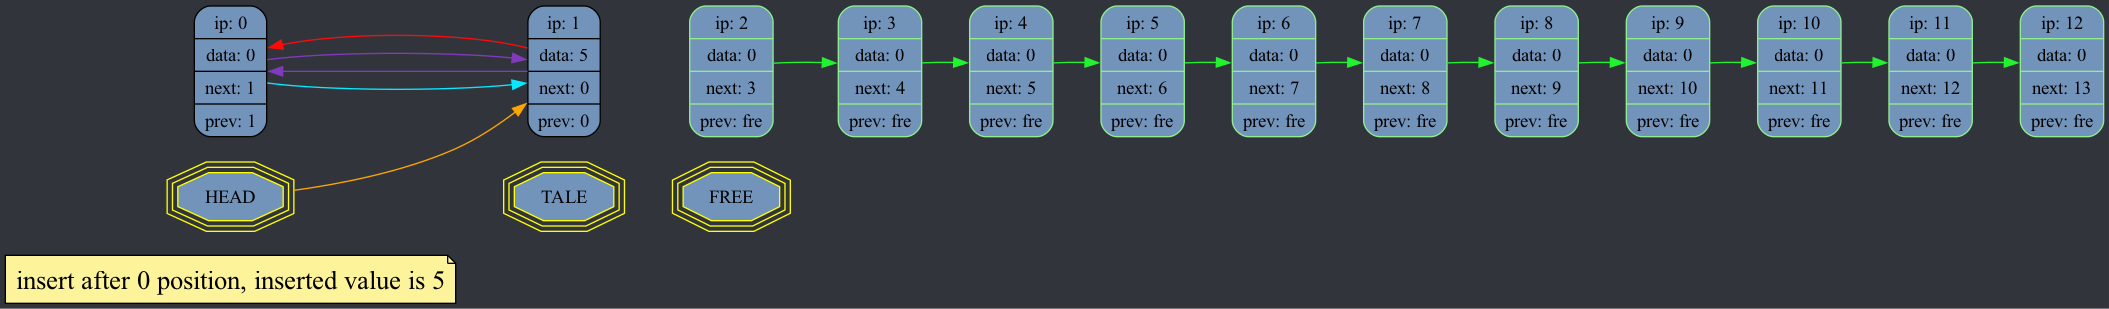 ip: 0 ip: 1 ip: 2 ip: 3 ip: 4 ip: 5 ip: 6 ip: 7 ip: 8 ip: 9 ip: 10 ip: 11 ip: 12
data: 0 data: 5 data: 0 data: 0 data: 0 data: 0 data: 0 data: 0 data: 0 data: 0 data: 0 data: 0 data: 0
next: 1 next: 0 next: 3 next: 4 next: 5 next: 6 next: 7 next: 8 next: 9 next: 10 next: 11 next: 12 next: 13
prev: 1 prev: 0 prev: fre prev: fre prev: fre prev: fre prev: fre prev: fre prev: fre prev: fre prev: fre prev: fre prev: fre
HEAD TALE FREE
insert after 0 position, inserted value is 5